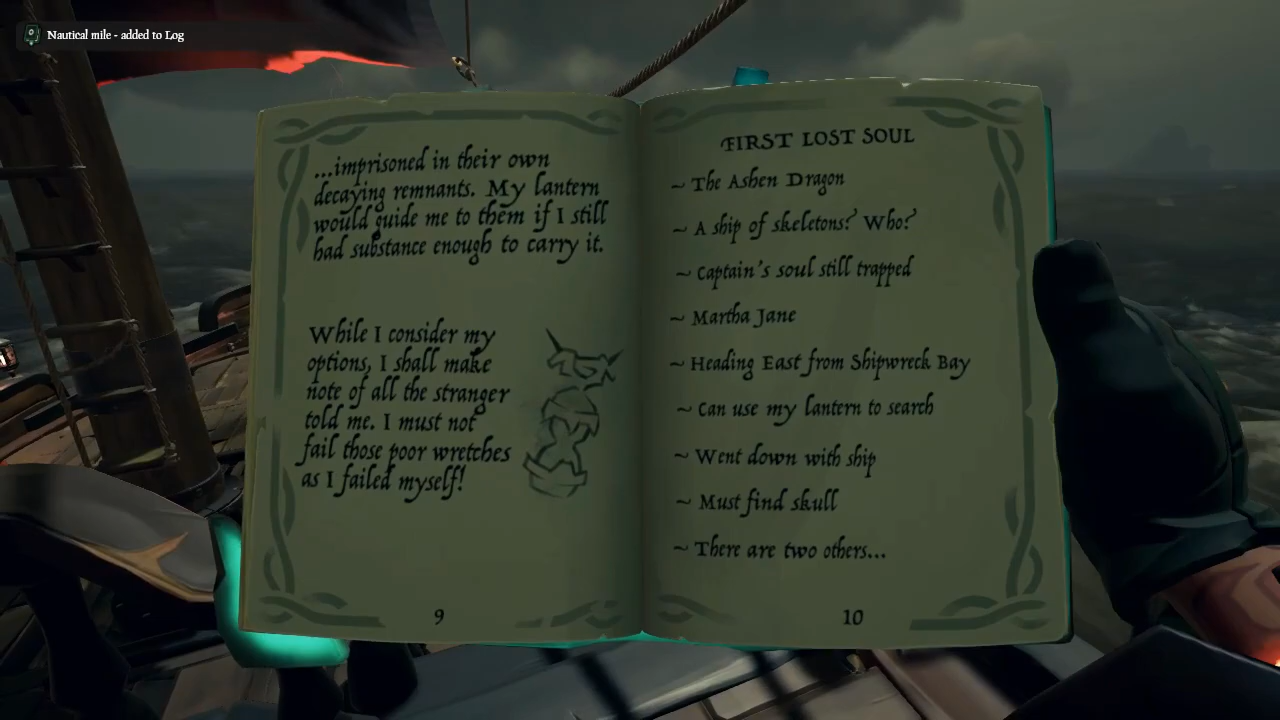 Nautical mile - added to Log
...imprisoned in their own
decaying remnants. My lantern
would guide me to them if I still
had substance enough to carry it.
While I consider my
options, I shall make
note of all the stranger
told me. I must not
fail those poor wretches
as I failed myself!
9
FIRST LOST SOUL
~ The Ashen Dragon
~ A ship of skeletons? Who?
~ Captain's soul still trapped
~ Martha Jane
~ Heading East from Shipwreck Bay
~ Can use my lantern to search
~ Went down with ship
~ Must find skull
~ There are two others...
10